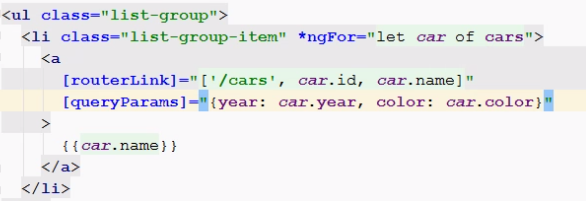 <ul class="list-group">
<li class="list-group-item" *ngFor="let car of cars">
<a
[routerLink]="['/cars', car.id, car.name]"
[queryParams]="{year: car.year, color: car.color}"
>
{{car.name}}
</a>
</li>